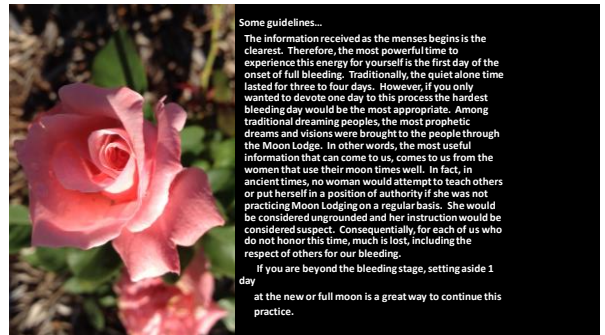 Some guidelines…
The information received as the menses begins is the
clearest. Therefore, the most powerful time to
experience this energy for yourself is the first day of the
onset of full bleeding. Traditionally, the quiet alone time
lasted for three to four days. However, if you only
wanted to devote one day to this process the hardest
bleeding day would be the most appropriate. Among
traditional dreaming peoples, the most prophetic
dreams and visions were brought to the people through
the Moon Lodge. In other words, the most useful
information that can come to us, comes to us from the
women that use their moon times well. In fact, in
ancient times, no woman would attempt to teach others
or put herself in a position of authority if she was not
practicing Moon Lodging on a regular basis. She would
be considered ungrounded and her instruction would be
considered suspect. Consequently, for each of us who
do not honor this time, much is lost, including the
respect of others for our bleeding.
If you are beyond the bleeding stage, setting aside 1
day
at the new or full moon is a great way to continue this
practice.